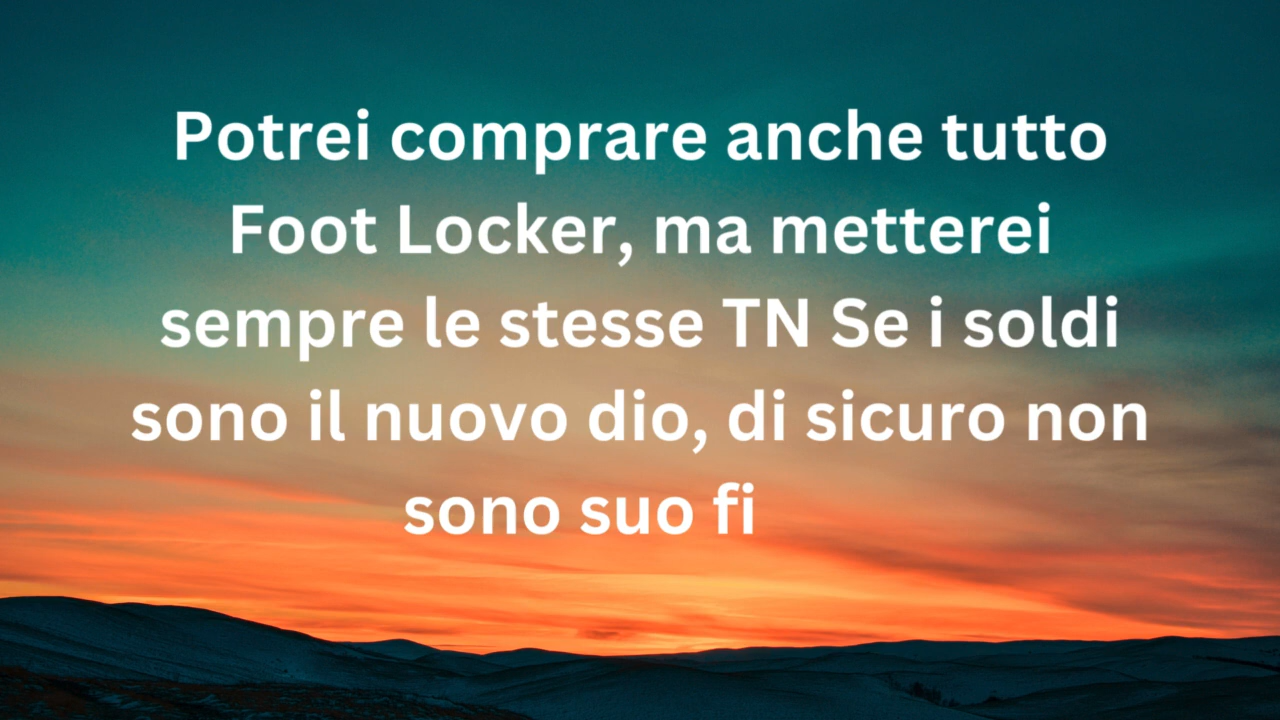 Potrei comprare anche tutto
Foot Locker, ma metterei
sempre le stesse TN Se i soldi
sono il nuovo dio, di sicuro non
sono suo fi